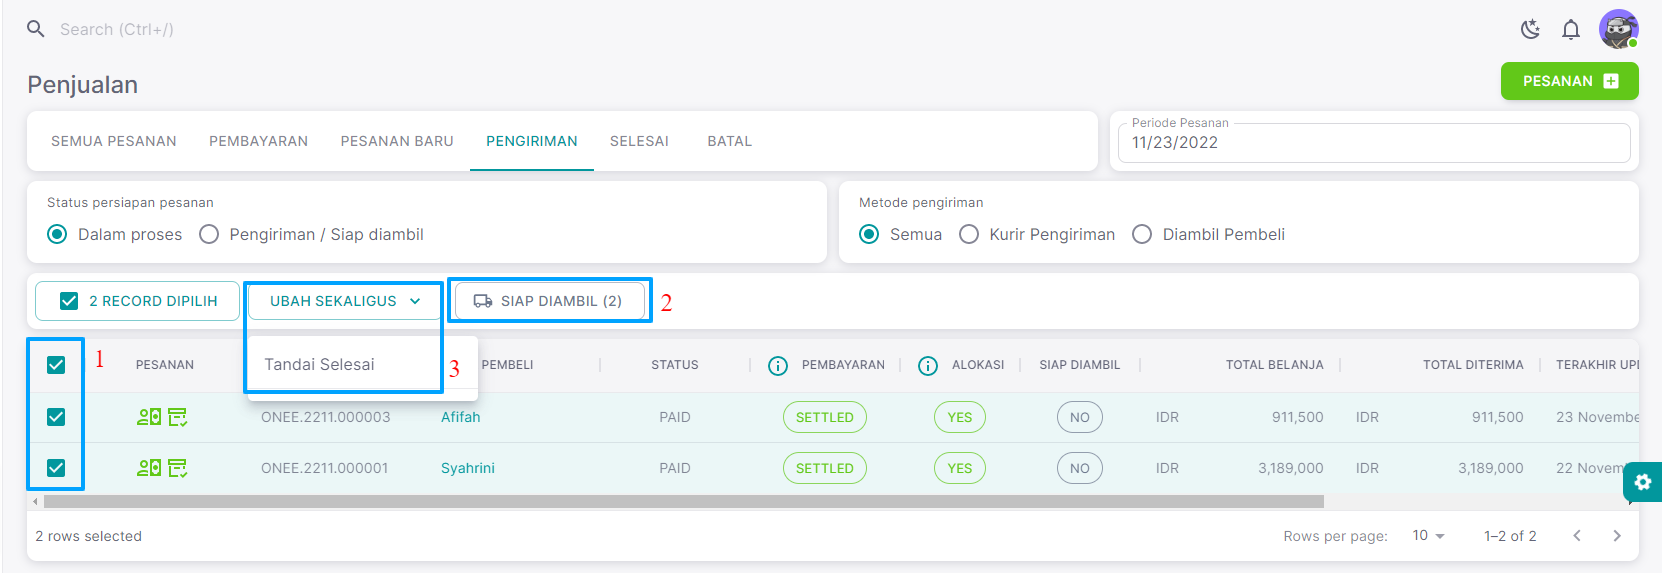 Search (Ctrl+/)
Penjualan
PESANAN
SEMUA PESANAN PEMBAYARAN PESANAN BARU PENGIRIMAN SELESAI BATAL
Periode Pesanan
11/23/2022
Status persiapan pesanan
Dalam proses Pengiriman / Siap diambil
Metode pengiriman
Semua Kurir Pengiriman Diambil Pembeli
2 RECORD DIPILIH UBAH SEKALIGUS SIAP DIAMBIL (2) 2
1 PESANAN Tandai Selesai 3 PEMBELI STATUS PEMBAYARAN ALOKASI SIAP DIAMBIL TOTAL BELANJA TOTAL DITERIMA TERAKHIR UPD
ONEE.2211.000003 Afifah PAID SETTLED YES NO IDR 911,500 IDR 911,500 23 Novembe
ONEE.2211.000001 Syahrini PAID SETTLED YES NO IDR 3,189,000 IDR 3,189,000 22 Novem
2 rows selected Rows per page: 10 1–2 of 2